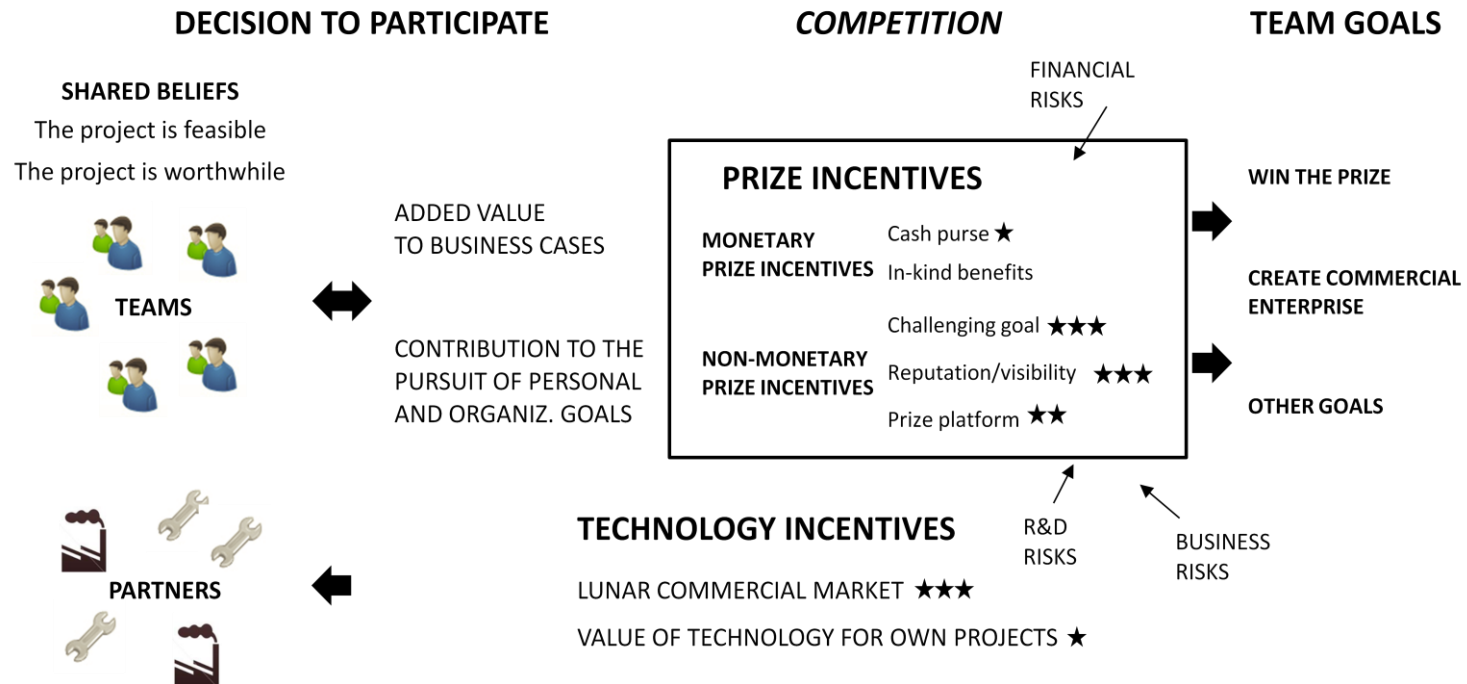 DECISION TO PARTICIPATE
COMPETITION
TEAM GOALS
SHARED BELIEFS
The project is feasible
The project is worthwhile
TEAMS
ADDED VALUE
TO BUSINESS CASES
CONTRIBUTION TO THE
PURSUIT OF PERSONAL
AND ORGANIZ. GOALS
PARTNERS
FINANCIAL
RISKS
PRIZE INCENTIVES
MONETARY
PRIZE INCENTIVES
Cash purse ★
In-kind benefits
NON-MONETARY
PRIZE INCENTIVES
Challenging goal ★★★
Reputation/visibility ★★★
Prize platform ★★
R&D
RISKS
BUSINESS
RISKS
TECHNOLOGY INCENTIVES
LUNAR COMMERCIAL MARKET ★★★
VALUE OF TECHNOLOGY FOR OWN PROJECTS ★
WIN THE PRIZE
CREATE COMMERCIAL
ENTERPRISE
OTHER GOALS